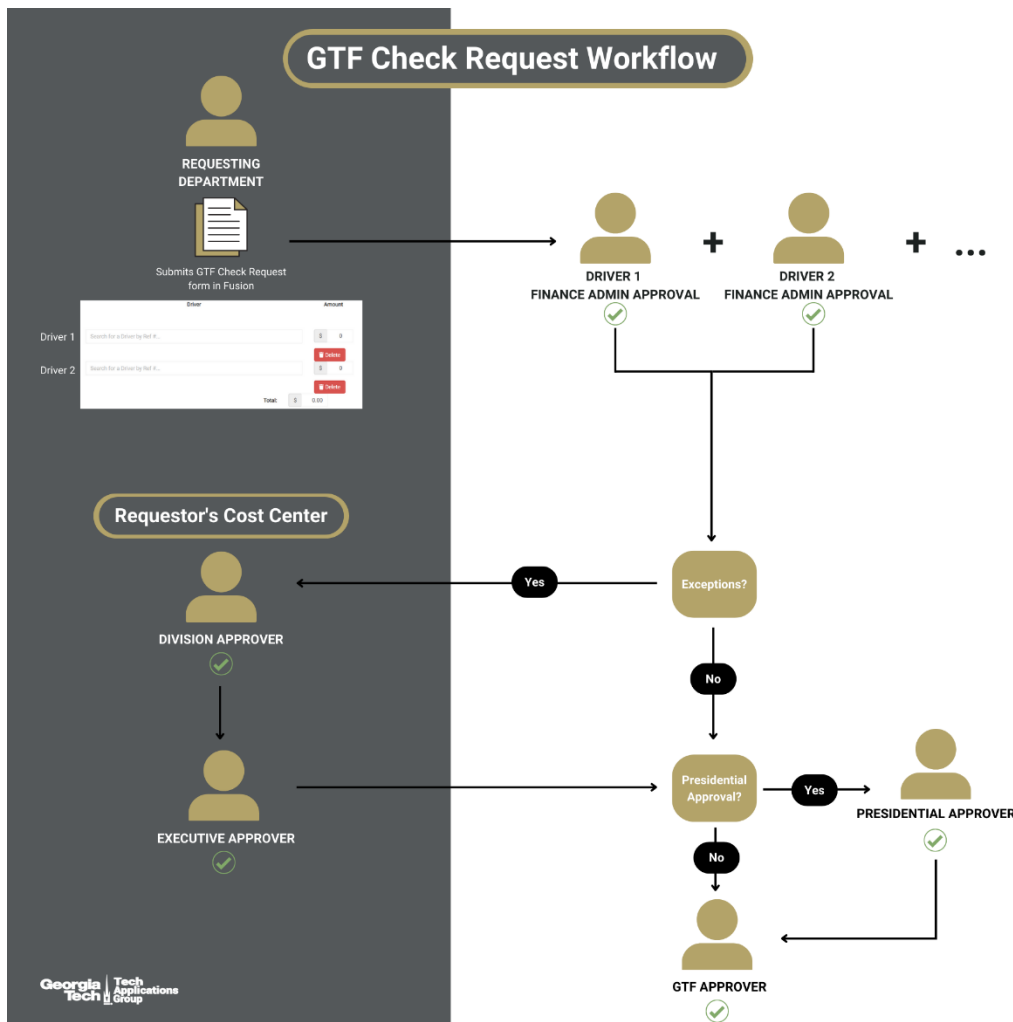 GTF Check Request Workflow
REQUESTING
DEPARTMENT
Submits GTF Check Request
form in Fusion
Driver Amount
Driver 1 Search for a Driver by Ref #... $ 0
Delete
Driver 2 Search for a Driver by Ref #... $ 0
Delete
Total: $ 0.00
DRIVER 1
FINANCE ADMIN APPROVAL
+
DRIVER 2
FINANCE ADMIN APPROVAL
+ ...
Requestor's Cost Center
DIVISION APPROVER
Yes
Exceptions?
No
EXECUTIVE APPROVER
Presidential
Approval?
Yes
PRESIDENTIAL APPROVER
No
GTF APPROVER
Georgia
Tech
Tech
Applications
Group